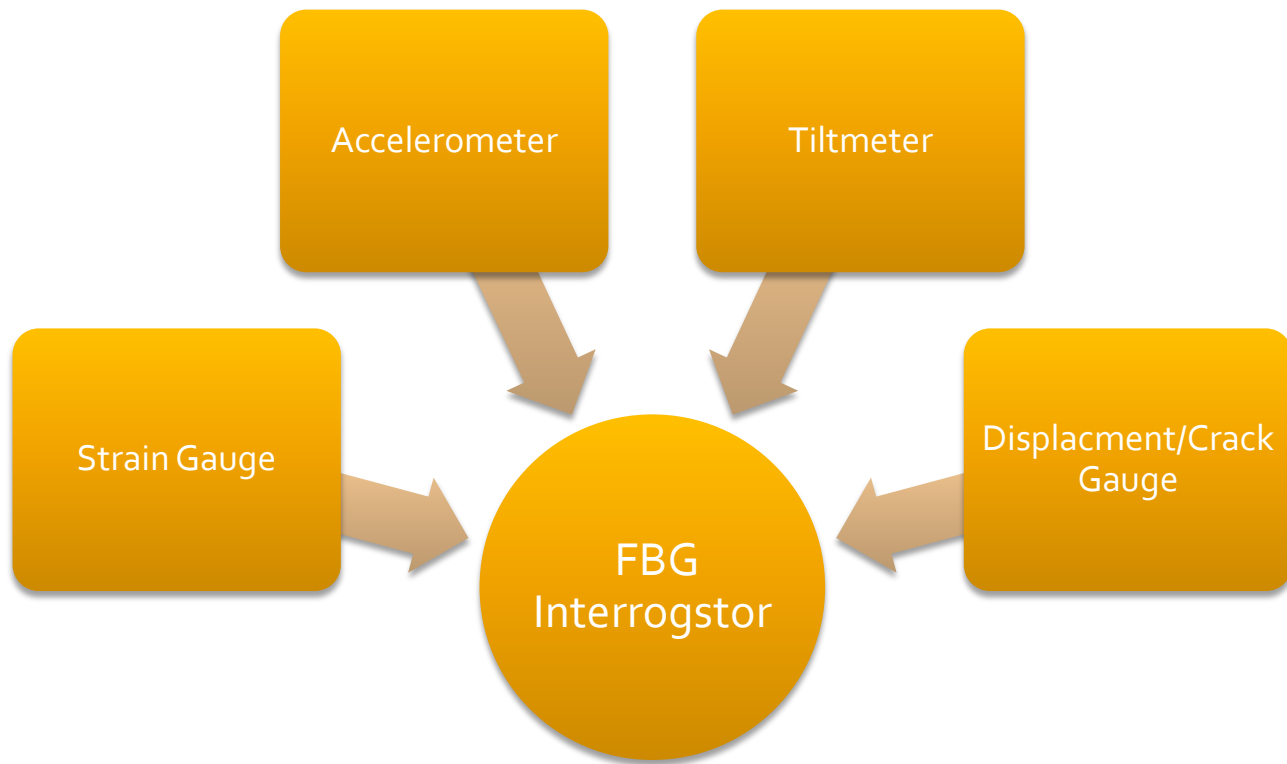 Accelerometer
Tiltmeter
Strain Gauge
Displacment/Crack
Gauge
FBG
Interrogstor